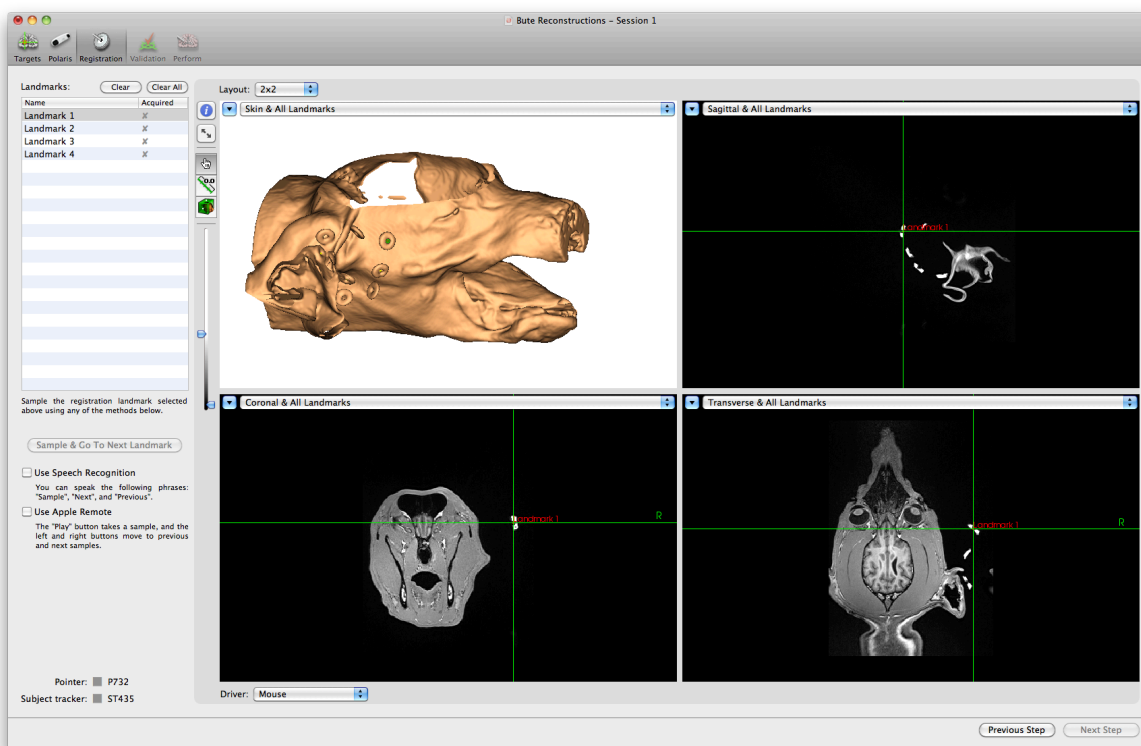 Bute Reconstructions – Session 1
Targets Polaris Registration Validation Perform
Landmarks: Clear Clear All
Name Acquired
Landmark 1 ✗
Landmark 2 ✗
Landmark 3 ✗
Landmark 4 ✗
Sample the registration landmark selected
above using any of the methods below.
Sample & Go To Next Landmark
Use Speech Recognition
You can speak the following phrases:
"Sample", "Next", and "Previous".
Use Apple Remote
The "Play" button takes a sample, and the
left and right buttons move to previous
and next samples.
Pointer: P732
Subject tracker: ST435
Layout: 2x2
Skin & All Landmarks
0.0
Sagittal & All Landmarks
Landmark 1
Coronal & All Landmarks
Landmark 1
R
Transverse & All Landmarks
Landmark 1
R
Driver: Mouse
Previous Step Next Step